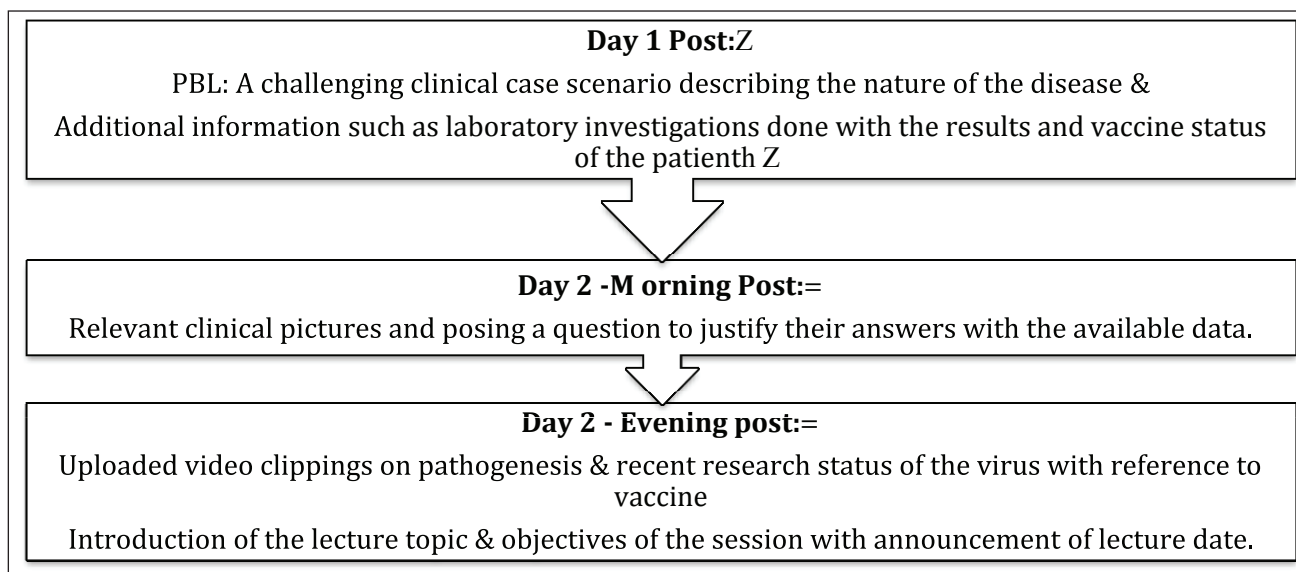 Day 1 Post:Z
PBL: A challenging clinical case scenario describing the nature of the disease &
Additional information such as laboratory investigations done with the results and vaccine status
of the patienth Z
Day 2 -M orning Post:=
Relevant clinical pictures and posing a question to justify their answers with the available data.
Day 2 - Evening post:=
Uploaded video clippings on pathogenesis & recent research status of the virus with reference to
vaccine
Introduction of the lecture topic & objectives of the session with announcement of lecture date.